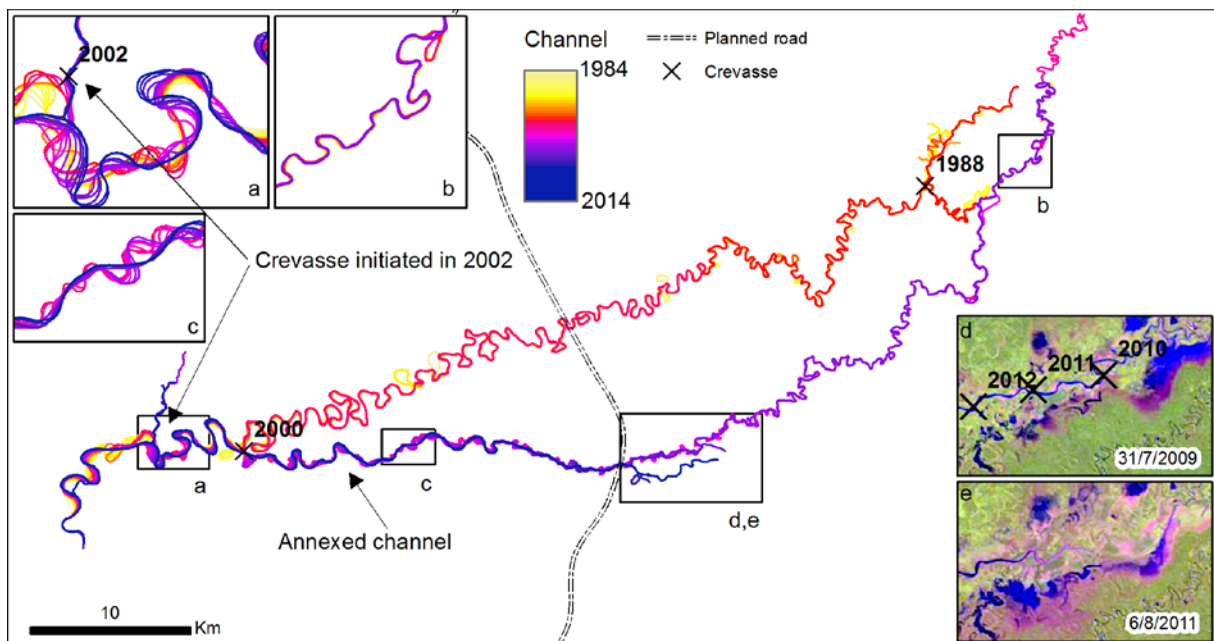 2002
a
b
Channel
1984
2014
Planned road
Crevasse
1988
b
c
Crevasse initiated in 2002
2000
a
c
Annexed channel
d,e
d
2010
2011
2012
31/7/2009
e
6/8/2011
10
Km